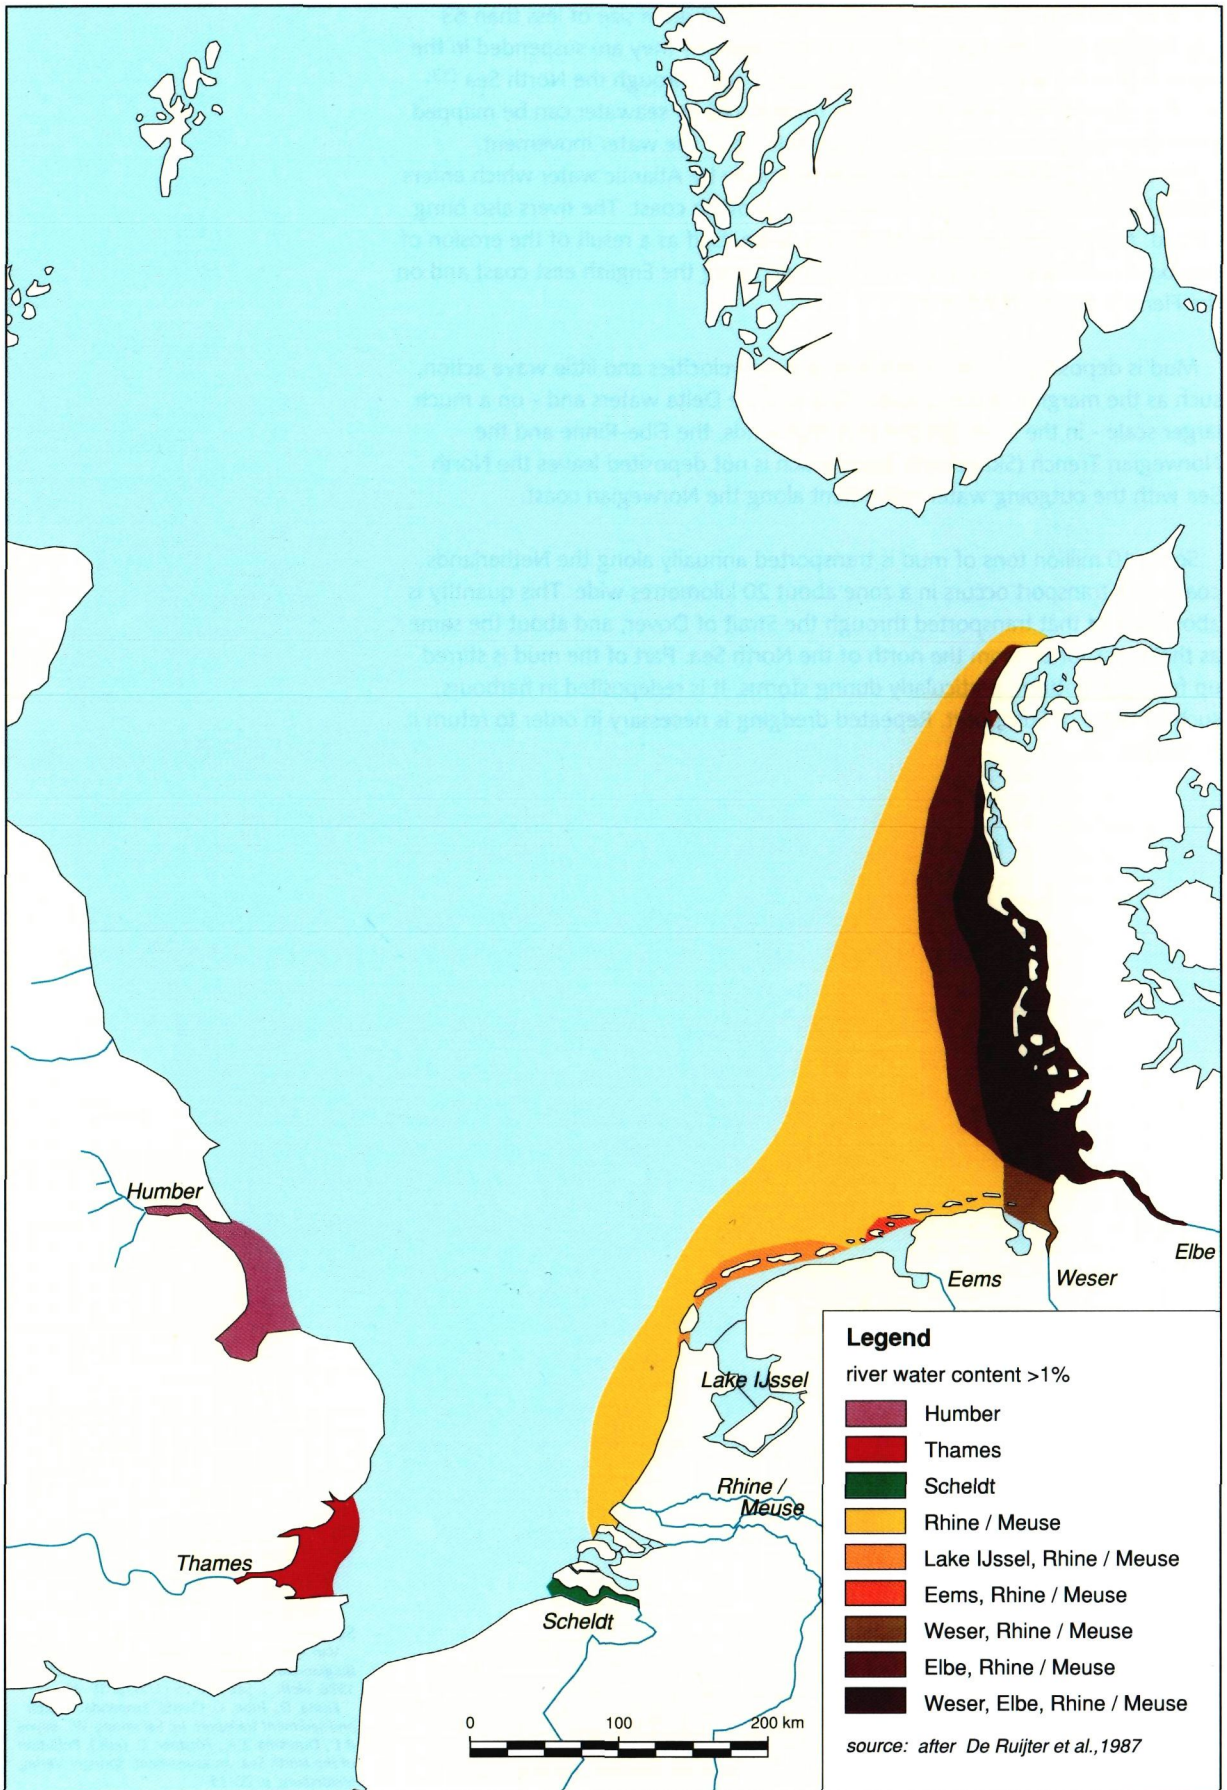 Humber
Elbe
Eems
Weser
Lake IJssel
Rhine /
Meuse
Thames
Scheldt
Legend
river water content >1%
Humber
Thames
Scheldt
Rhine / Meuse
Lake IJssel, Rhine / Meuse
Eems, Rhine / Meuse
Weser, Rhine / Meuse
Elbe, Rhine / Meuse
Weser, Elbe, Rhine / Meuse
source: after De Ruijter et al.,1987
0 100 200 km